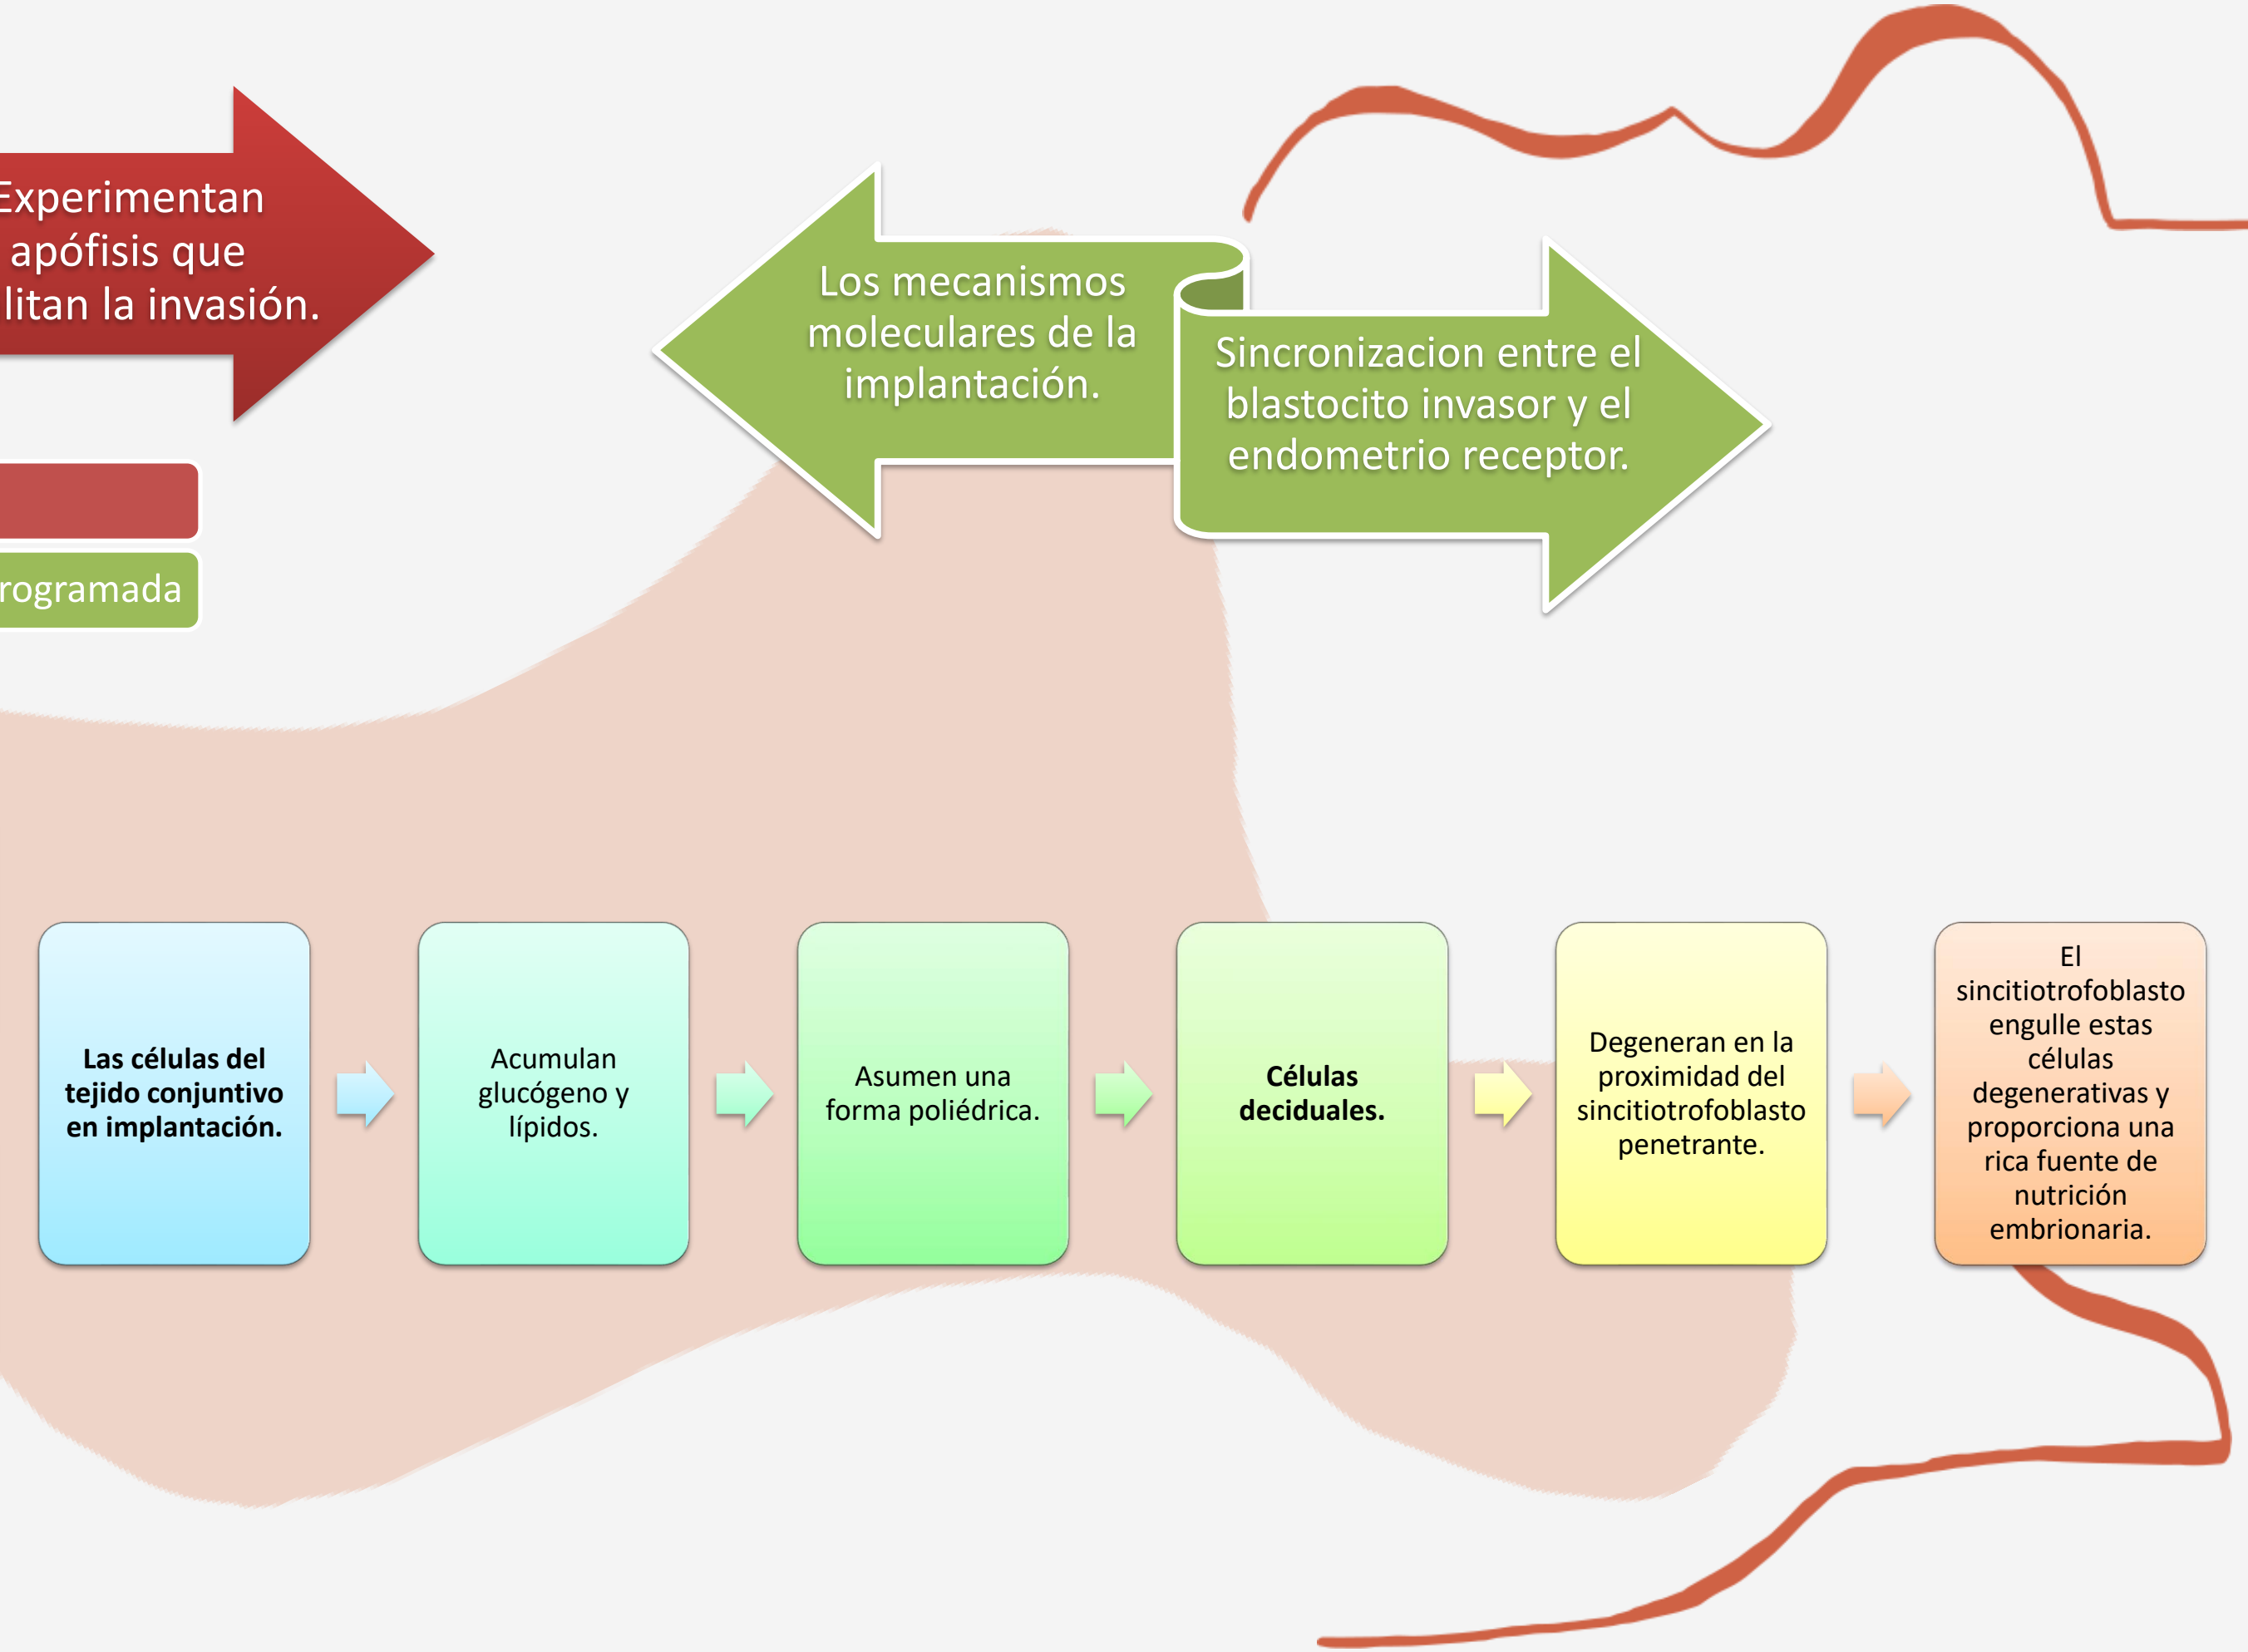 Experimentan
apófisis que
litan la invasión.
rogramada
Los mecanismos
moleculares de la
implantación.
Sincronizacion entre el
blastocito invasor y el
endometrio receptor.
Las células del
tejido conjuntivo
en implantación.
Acumulan
glucógeno y
lípidos.
Asumen una
forma poliédrica.
Células
deciduales.
Degeneran en la
proximidad del
sincitiotrofoblasto
penetrante.
El
sincitiotrofoblasto
engulle estas
células
degenerativas y
proporciona una
rica fuente de
nutrición
embrionaria.